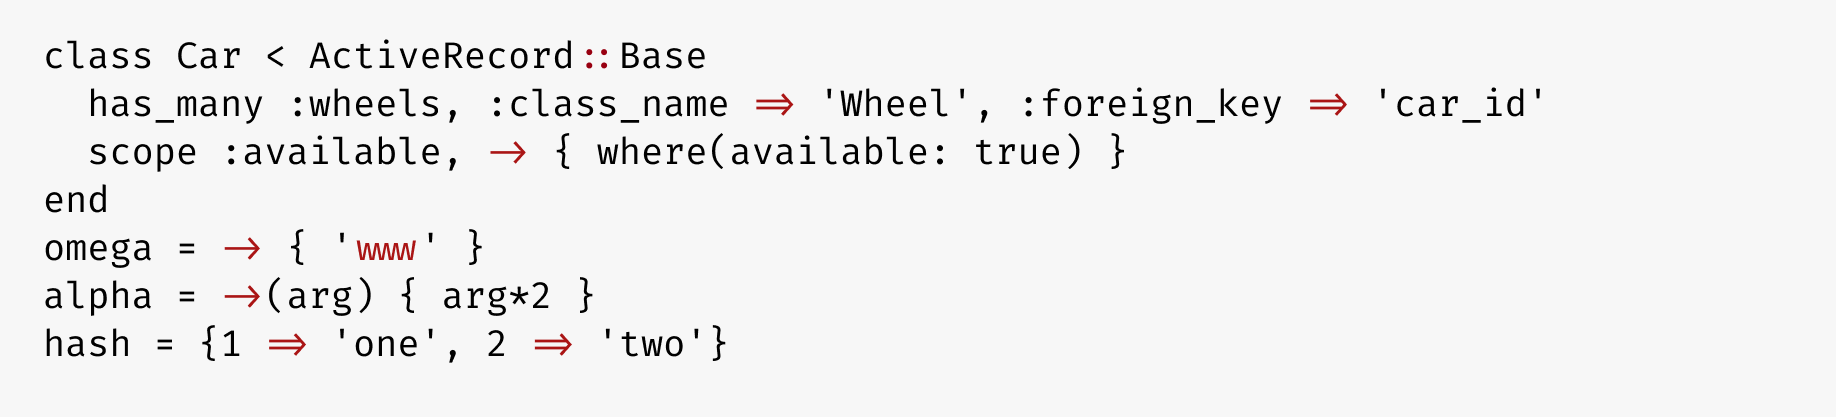 class Car < ActiveRecord::Base
  has_many :wheels, :class_name => 'Wheel', :foreign_key => 'car_id'
  scope :available, -> { where(available: true) }
end
omega = -> { 'www' }
alpha = ->(arg) { arg*2 }
hash = {1 => 'one', 2 => 'two'}